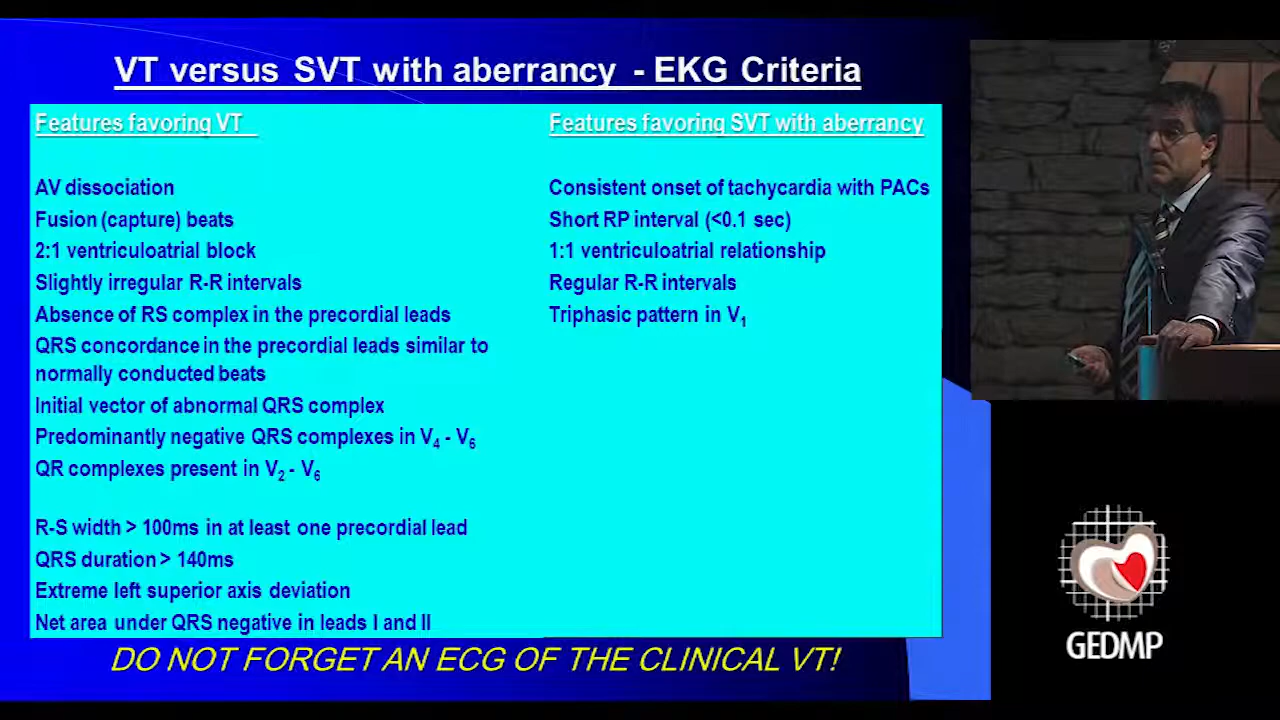 VT versus SVT with aberrancy - EKG Criteria
Features favoring VT
AV dissociation
Fusion (capture) beats
2:1 ventriculoatrial block
Slightly irregular R-R intervals
Absence of RS complex in the precordial leads
QRS concordance in the precordial leads similar to
normally conducted beats
Initial vector of abnormal QRS complex
Predominantly negative QRS complexes in V4 - V6
QR complexes present in V2 - V6
R-S width > 100ms in at least one precordial lead
QRS duration > 140ms
Extreme left superior axis deviation
Net area under QRS negative in leads I and II
Features favoring SVT with aberrancy
Consistent onset of tachycardia with PACs
Short RP interval (<0.1 sec)
1:1 ventriculoatrial relationship
Regular R-R intervals
Triphasic pattern in V1
DO NOT FORGET AN ECG OF THE CLINICAL VT!
GEDMP